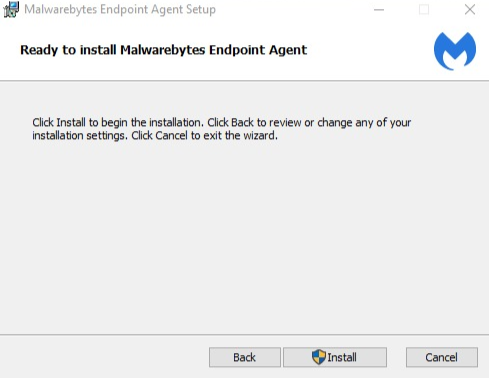 Malwarebytes Endpoint Agent Setup
Ready to install Malwarebytes Endpoint Agent
Click Install to begin the installation. Click Back to review or change any of your
installation settings. Click Cancel to exit the wizard.
Back
Install
Cancel